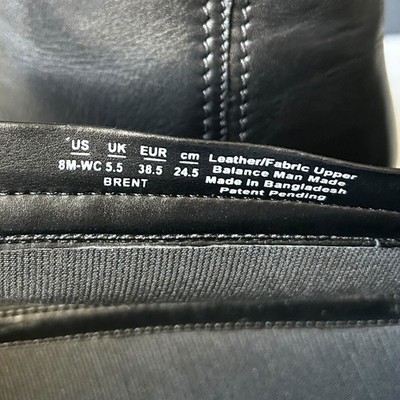 US UK EUR cm Leather/Fabric Upper
8M-WC 5.5 38.5 24.5 Balance Man Made
BRENT Made in Bangladesh
Patent Pending